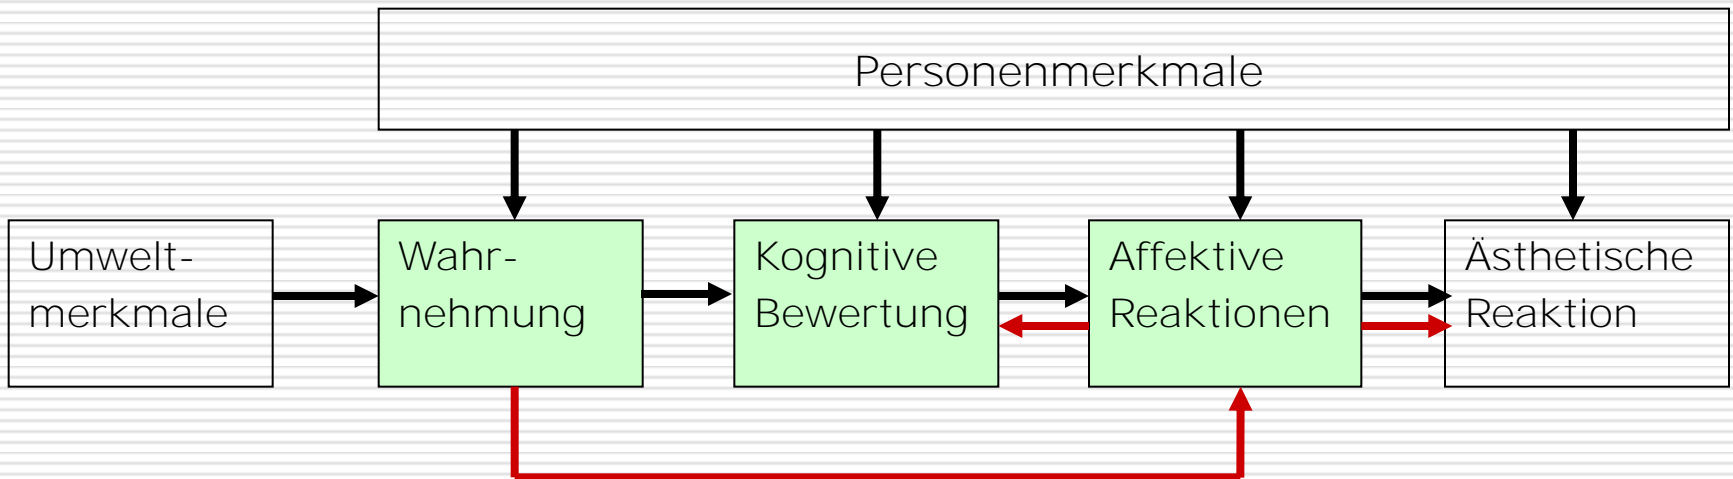 Personenmerkmale
Umwelt-
merkmale
Wahr-
nehmung
Kognitive
Bewertung
Affektive
Reaktionen
Ästhetische
Reaktion